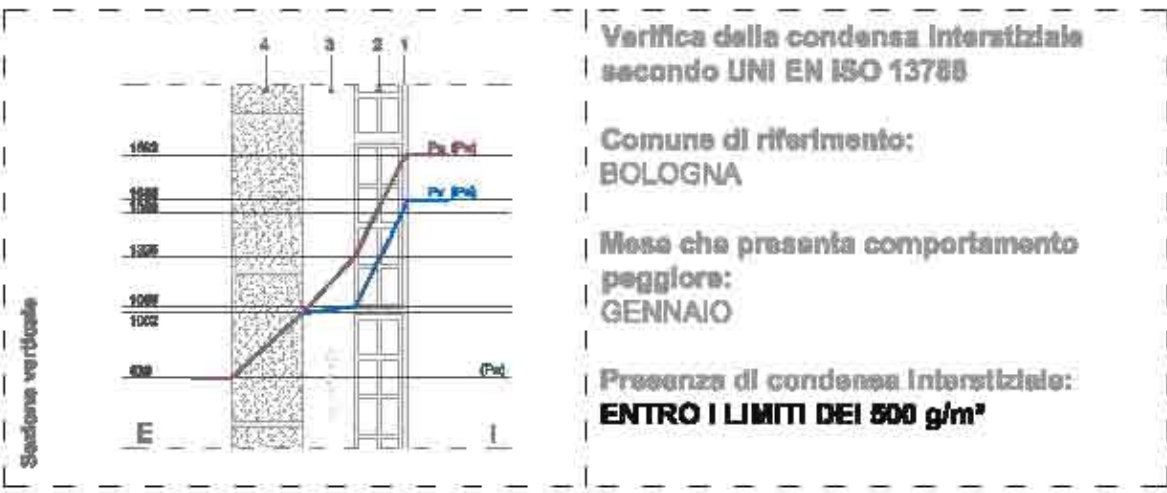 4 3 2 1
Ps (Pa)
Pv (Pa)
1002
(Pa)
E I
Sezione verticale
Verifica della condensa interstiziale
secondo UNI EN ISO 13788
Comune di riferimento:
BOLOGNA
Mese che presenta comportamento
peggiore:
GENNAIO
Presenza di condensa interstiziale:
ENTRO I LIMITI DEI 500 g/m²